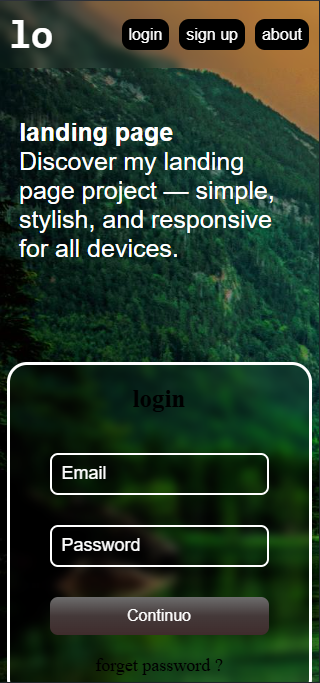 lo
login sign up about
landing page
Discover my landing
page project — simple,
stylish, and responsive
for all devices.
login
Email
Password
Continuo
forget password ?